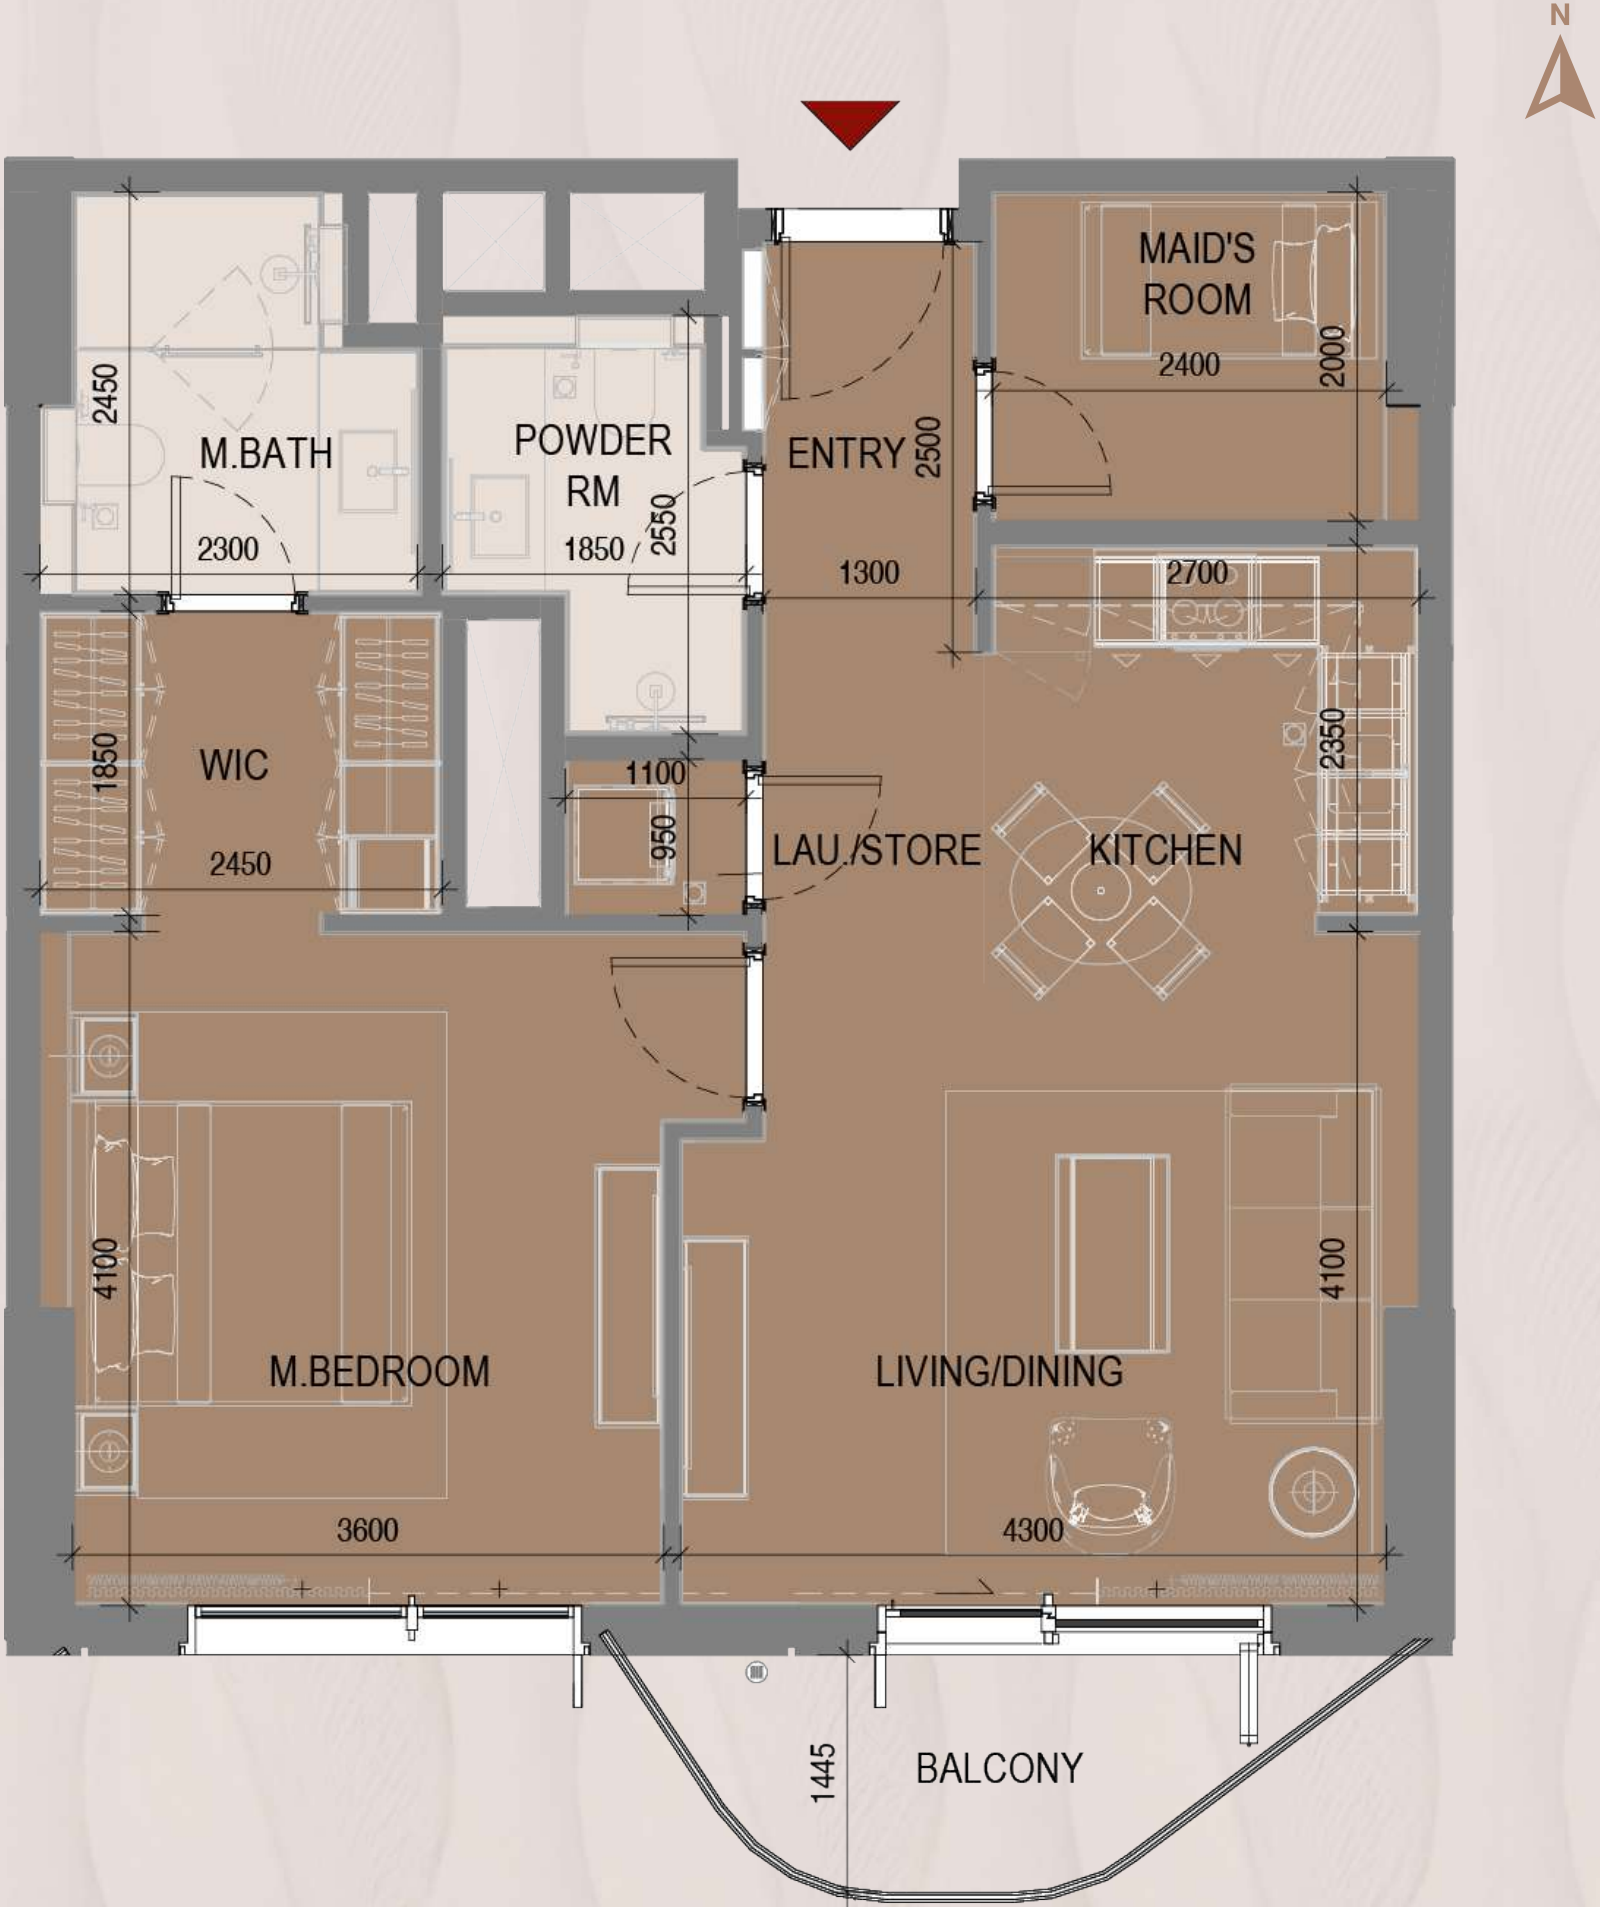 N
MAID'S
ROOM
2400
2000
2450
M.BATH
2300
POWDER
RM
1850
2550
ENTRY
2500
1300
2700
WIC
1850
2450
1100
950
LAU./STORE
KITCHEN
2350
4100
M.BEDROOM
3600
LIVING/DINING
4100
4300
1445
BALCONY